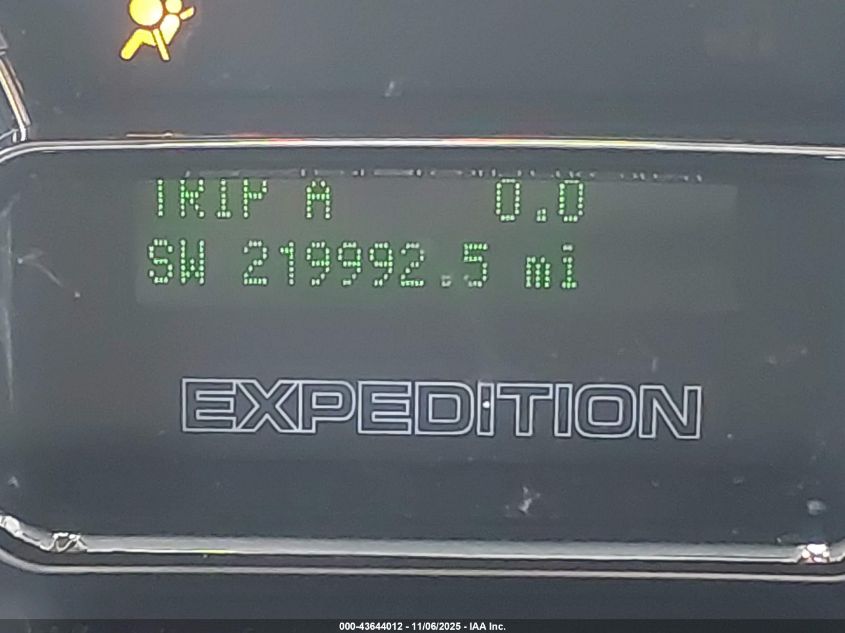 TRIP A 0.0
SW 219992.5 mi
EXPEDITION
000-43644012 - 11/06/2025 - IAA Inc.